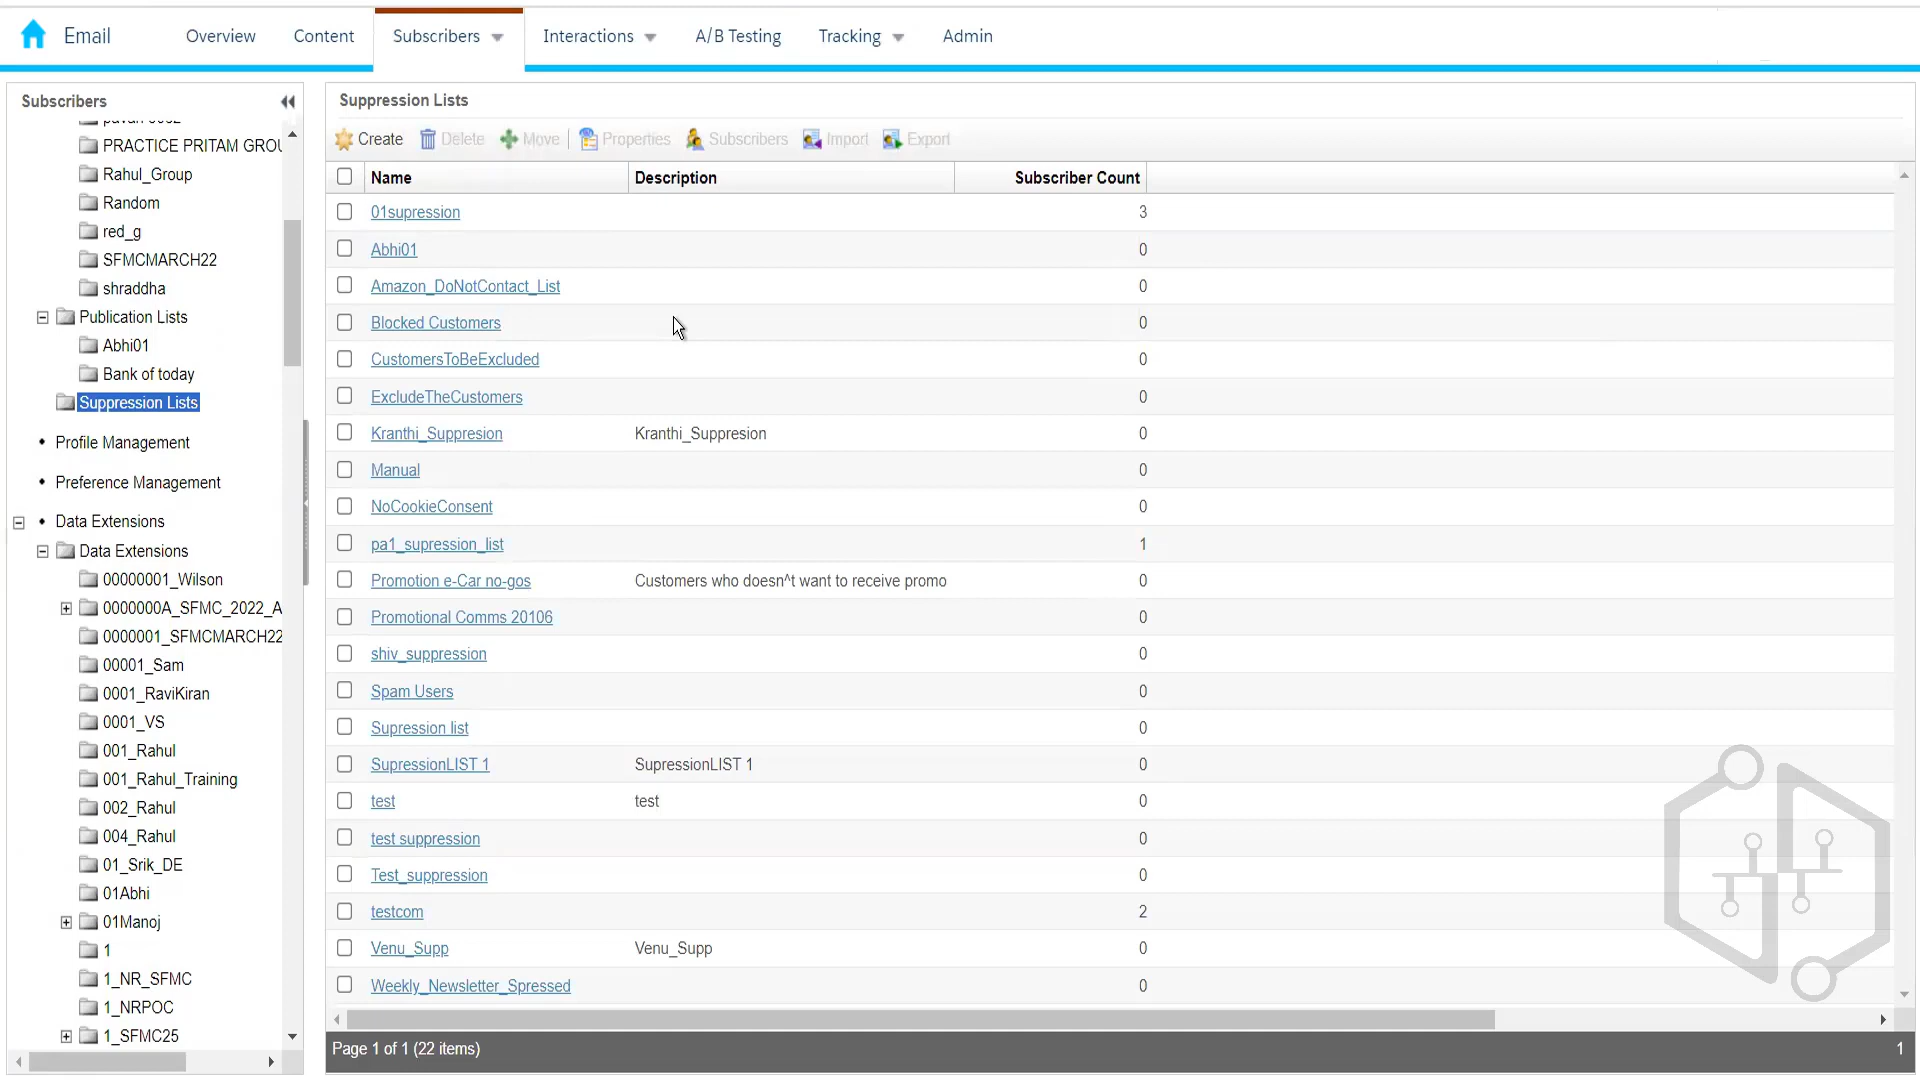 Email
Overview
Content
Subscribers
Interactions
A/B Testing
Tracking
Admin
Subscribers
PRACTICE PRITAM GROU
Rahul_Group
Random
red_g
SFMCMARCH22
shraddha
Publication Lists
Abhi01
Bank of today
Suppression Lists
Profile Management
Preference Management
Data Extensions
Data Extensions
00000001_Wilson
0000000A_SFMC_2022_A
0000001_SFMCMARCH22
00001_Sam
0001_RaviKiran
0001_VS
001_Rahul
001_Rahul_Training
002_Rahul
004_Rahul
01_Srik_DE
01Abhi
01Manoj
1
1_NR_SFMC
1_NRPOC
1_SFMC25
Suppression Lists
Create Delete Move Properties Subscribers Import Export
Name Description Subscriber Count
01supression 3
Abhi01 0
Amazon_DoNotContact_List 0
Blocked Customers 0
CustomersToBeExcluded 0
ExcludeTheCustomers 0
Kranthi_Suppresion Kranthi_Suppresion 0
Manual 0
NoCookieConsent 0
pa1_supression_list 1
Promotion e-Car no-gos Customers who doesn^t want to receive promo 0
Promotional Comms 20106 0
shiv_suppression 0
Spam Users 0
Supression list 0
SupressionLIST 1 SupressionLIST 1 0
test test 0
test suppression 0
Test_suppression 0
testcom 2
Venu_Supp Venu_Supp 0
Weekly_Newsletter_Spressed 0
Page 1 of 1 (22 items) 1